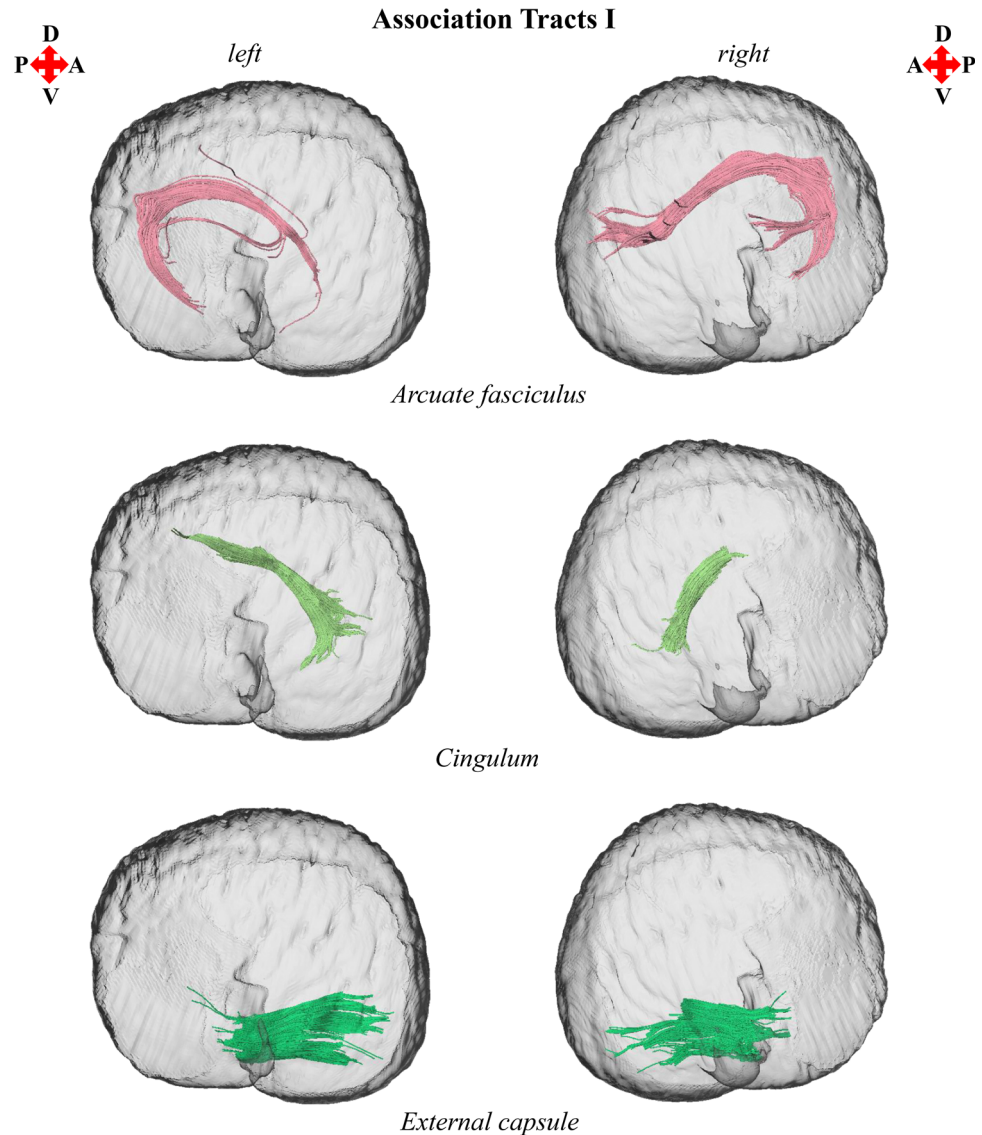 Association Tracts I
D
P A
V
left
right
D
A P
V
Arcuate fasciculus
Cingulum
External capsule